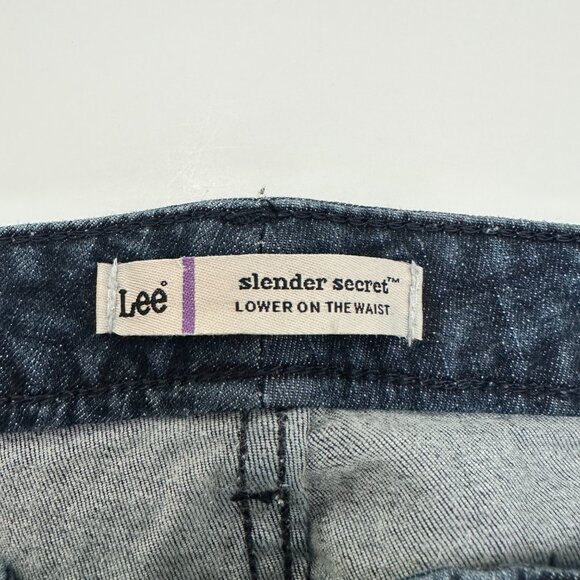 Lee®
slender secret™
LOWER ON THE WAIST